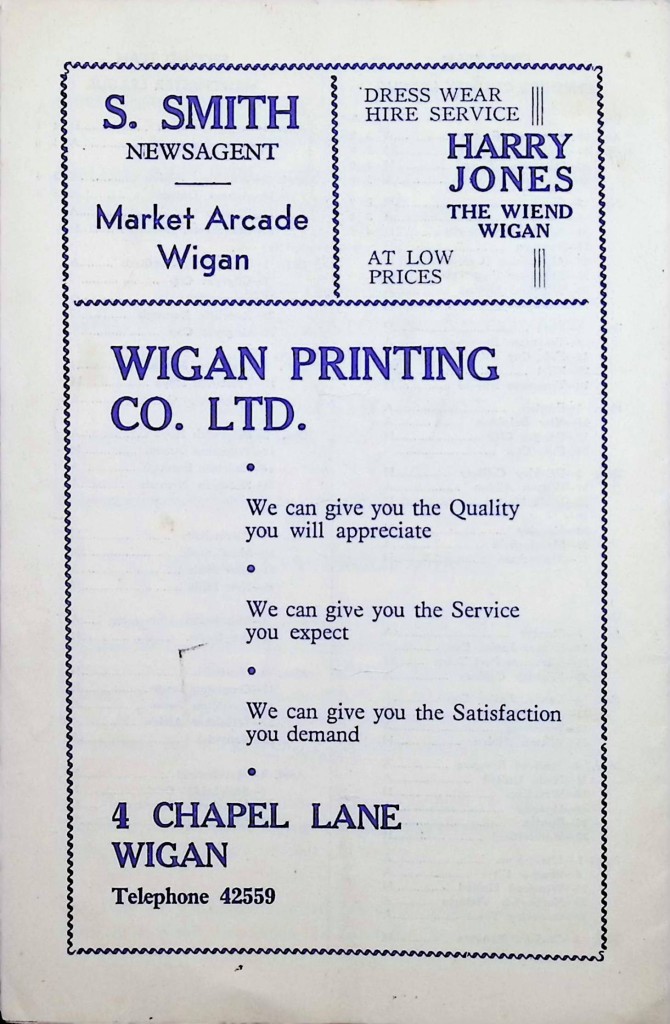 S. SMITH
NEWSAGENT
Market Arcade
Wigan
DRESS WEAR
HIRE SERVICE
HARRY
JONES
THE WIEND
WIGAN
AT LOW
PRICES
WIGAN PRINTING
CO. LTD.
We can give you the Quality
you will appreciate
We can give you the Service
you expect
We can give you the Satisfaction
you demand
4 CHAPEL LANE
WIGAN
Telephone 42559